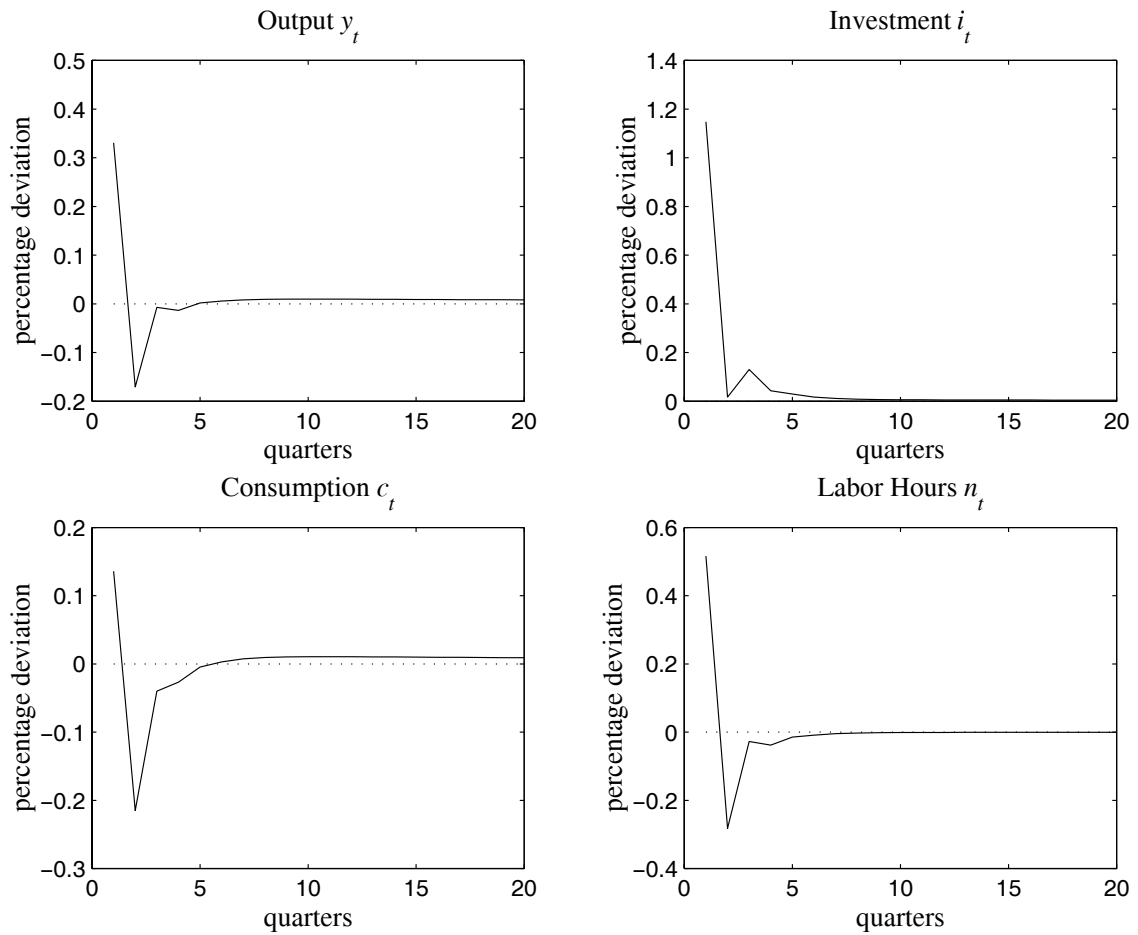 Output y_t
0.5
0.4
0.3
0.2
0.1
0
−0.1
−0.2
percentage deviation
0 5 10 15 20
quarters
Investment i_t
1.4
1.2
1
0.8
0.6
0.4
0.2
0
percentage deviation
0 5 10 15 20
quarters
Consumption c_t
0.2
0.1
0
−0.1
−0.2
−0.3
percentage deviation
0 5 10 15 20
quarters
Labor Hours n_t
0.6
0.4
0.2
0
−0.2
−0.4
percentage deviation
0 5 10 15 20
quarters